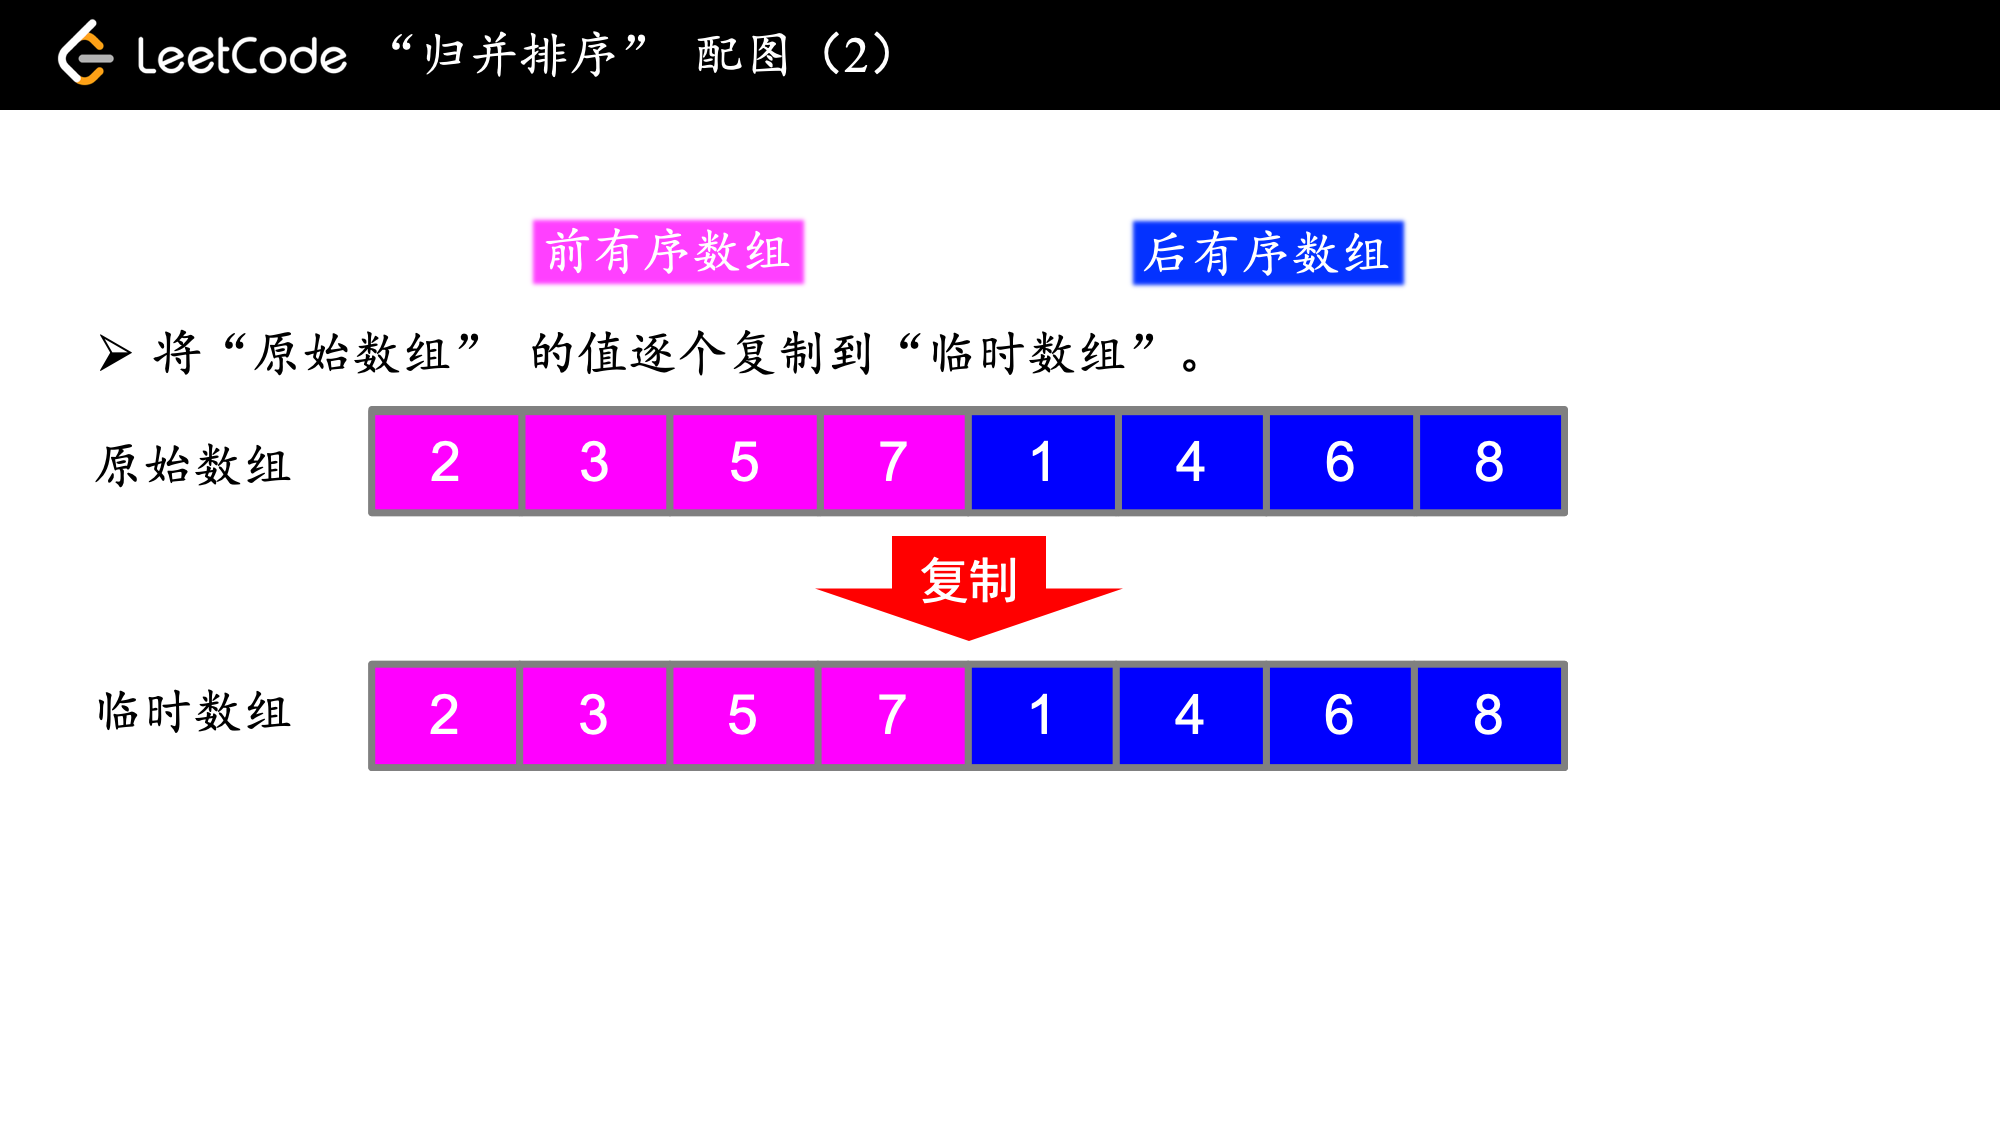 LeetCode “归并排序” 配图（2）
前有序数组 后有序数组
将“原始数组” 的值逐个复制到“临时数组”。
原始数组 2 3 5 7 1 4 6 8
复制
临时数组 2 3 5 7 1 4 6 8